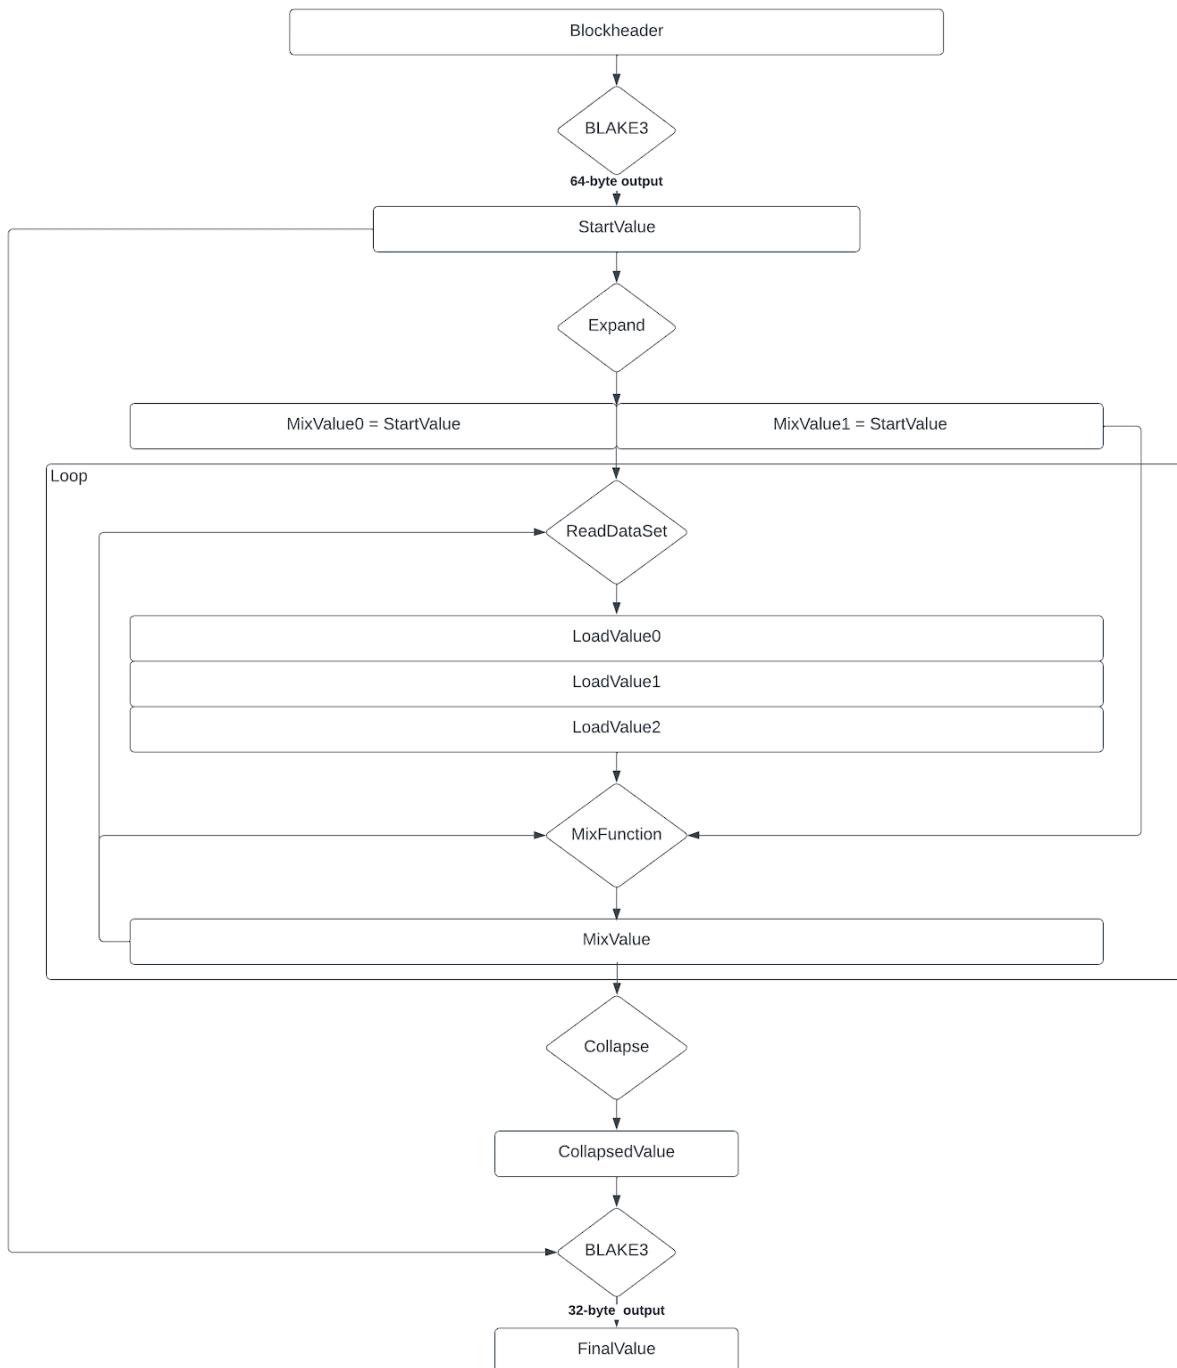 Blockheader
BLAKE3
64-byte output
StartValue
Expand
MixValue0 = StartValue
MixValue1 = StartValue
Loop
ReadDataSet
LoadValue0
LoadValue1
LoadValue2
MixFunction
MixValue
Collapse
CollapsedValue
BLAKE3
32-byte output
FinalValue